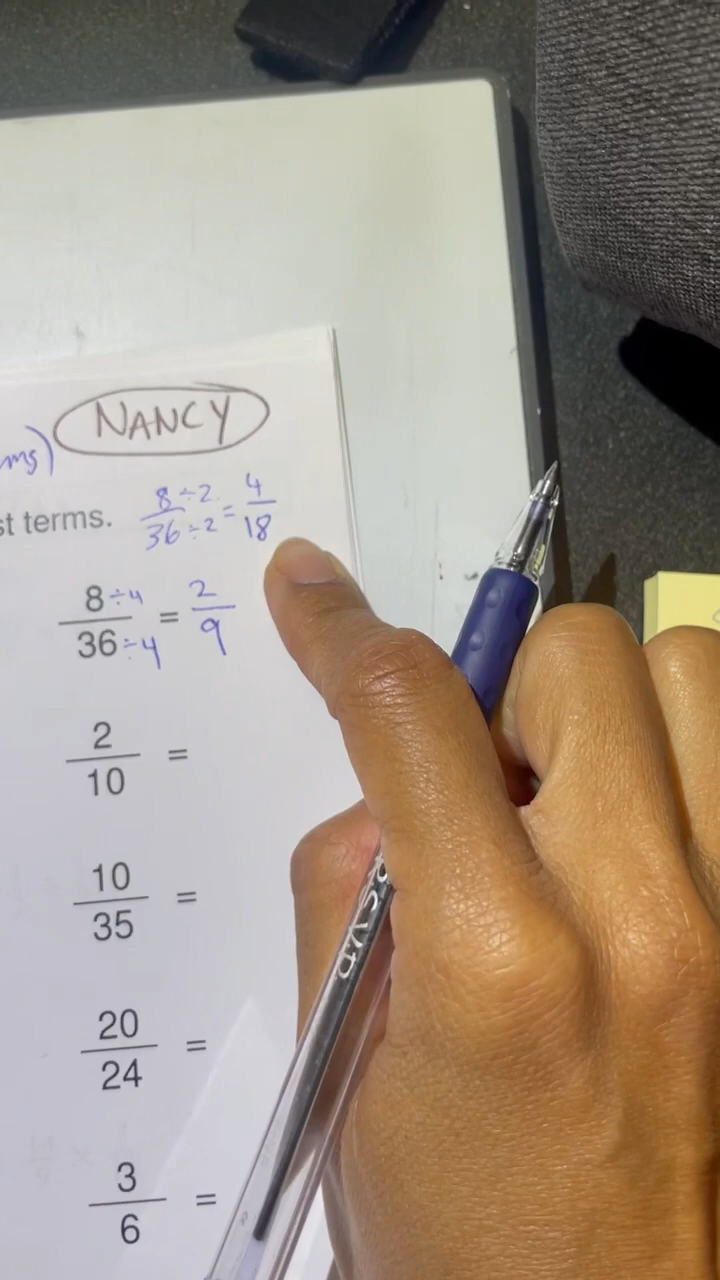 NANCY
ms)
st terms. 8÷2/36÷2 = 4/18
8÷4/36÷4 = 2/9
2/10 =
10/35 =
20/24 =
3/6 =